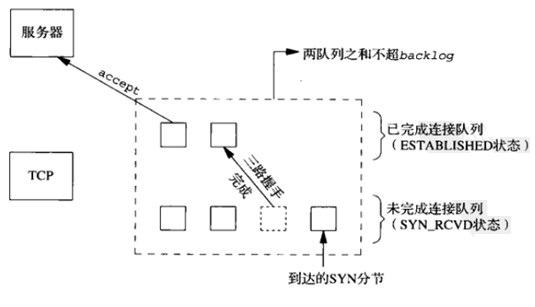 服务器
accept
两队列之和不超backlog
已完成连接队列
(ESTABLISHED状态)
三路握手
完成
TCP
未完成连接队列
(SYN_RCVD状态)
到达的SYN分节